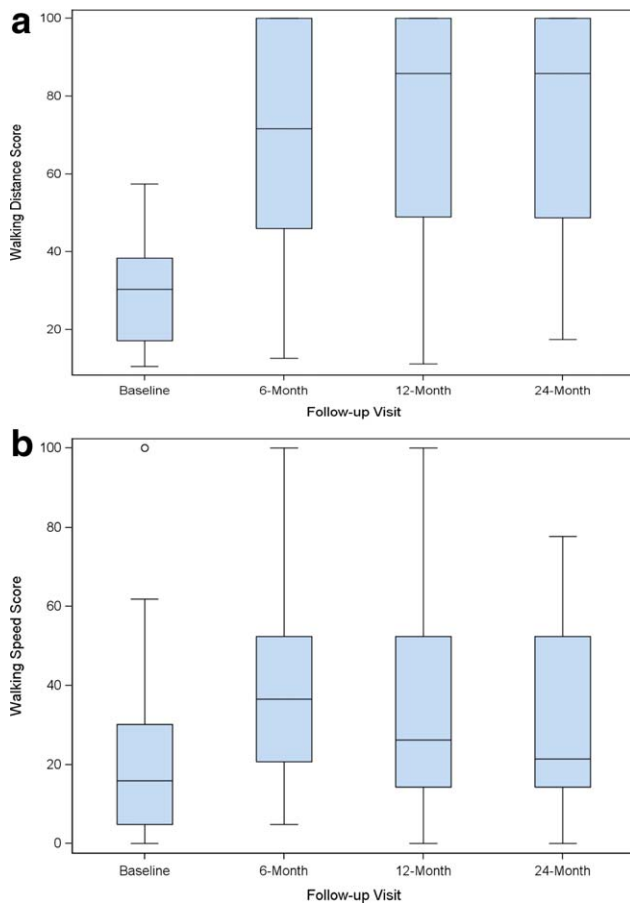 a
Walking Distance Score
100
80
60
40
20
Baseline 6-Month 12-Month 24-Month
Follow-up Visit
b
Walking Speed Score
100
80
60
40
20
0
Baseline 6-Month 12-Month 24-Month
Follow-up Visit